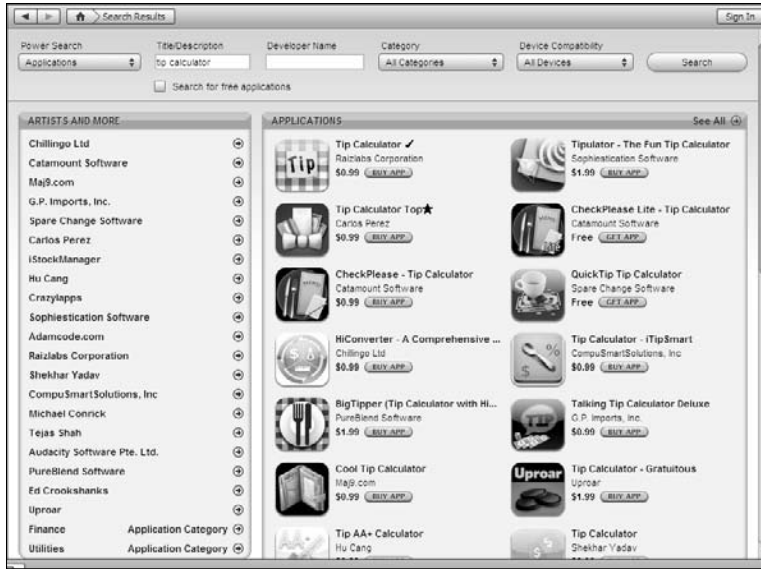 Search Results
Sign In
Power Search
Title/Description
Developer Name
Category
Device Compatibility
Applications
tip calculator
All Categories
All Devices
Search
Search for free applications
ARTISTS AND MORE
Chillingo Ltd
Catamount Software
Maj9.com
G.P. Imports, Inc.
Spare Change Software
Carlos Perez
iStockManager
Hu Cang
Crazylapps
Sophiestication Software
Adamcode.com
Raizlabs Corporation
Shekhar Yadav
CompuSmartSolutions, Inc
Michael Conrick
Tejas Shah
Audacity Software Pte. Ltd.
PureBlend Software
Ed Crookshanks
Uproar
Finance Application Category
Utilities Application Category
APPLICATIONS
See All
Tip
Tip Calculator ✓
Raizlabs Corporation
$0.99 BUY APP
Tipulator - The Fun Tip Calculator
Sophiestication Software
$1.99 BUY APP
Tip Calculator Top★
Carlos Perez
$0.99 BUY APP
CheckPlease Lite - Tip Calculator
Catamount Software
Free GET APP
CheckPlease - Tip Calculator
Catamount Software
$0.99 BUY APP
QuickTip Tip Calculator
Spare Change Software
Free GET APP
HiConverter - A Comprehensive ...
Chillingo Ltd
$0.99 BUY APP
% $
Tip Calculator - iTipSmart
CompuSmartSolutions, Inc
$0.99 BUY APP
BigTipper (Tip Calculator with Hi...
PureBlend Software
$1.99 BUY APP
TIP
Talking Tip Calculator Deluxe
G.P. Imports, Inc.
$0.99 BUY APP
Cool Tip Calculator
Maj9.com
$0.99 BUY APP
Uproar
Tip Calculator - Gratuitous
Uproar
$1.99 BUY APP
Tip AA+ Calculator
Hu Cang
Tip Calculator
Shekhar Yadav